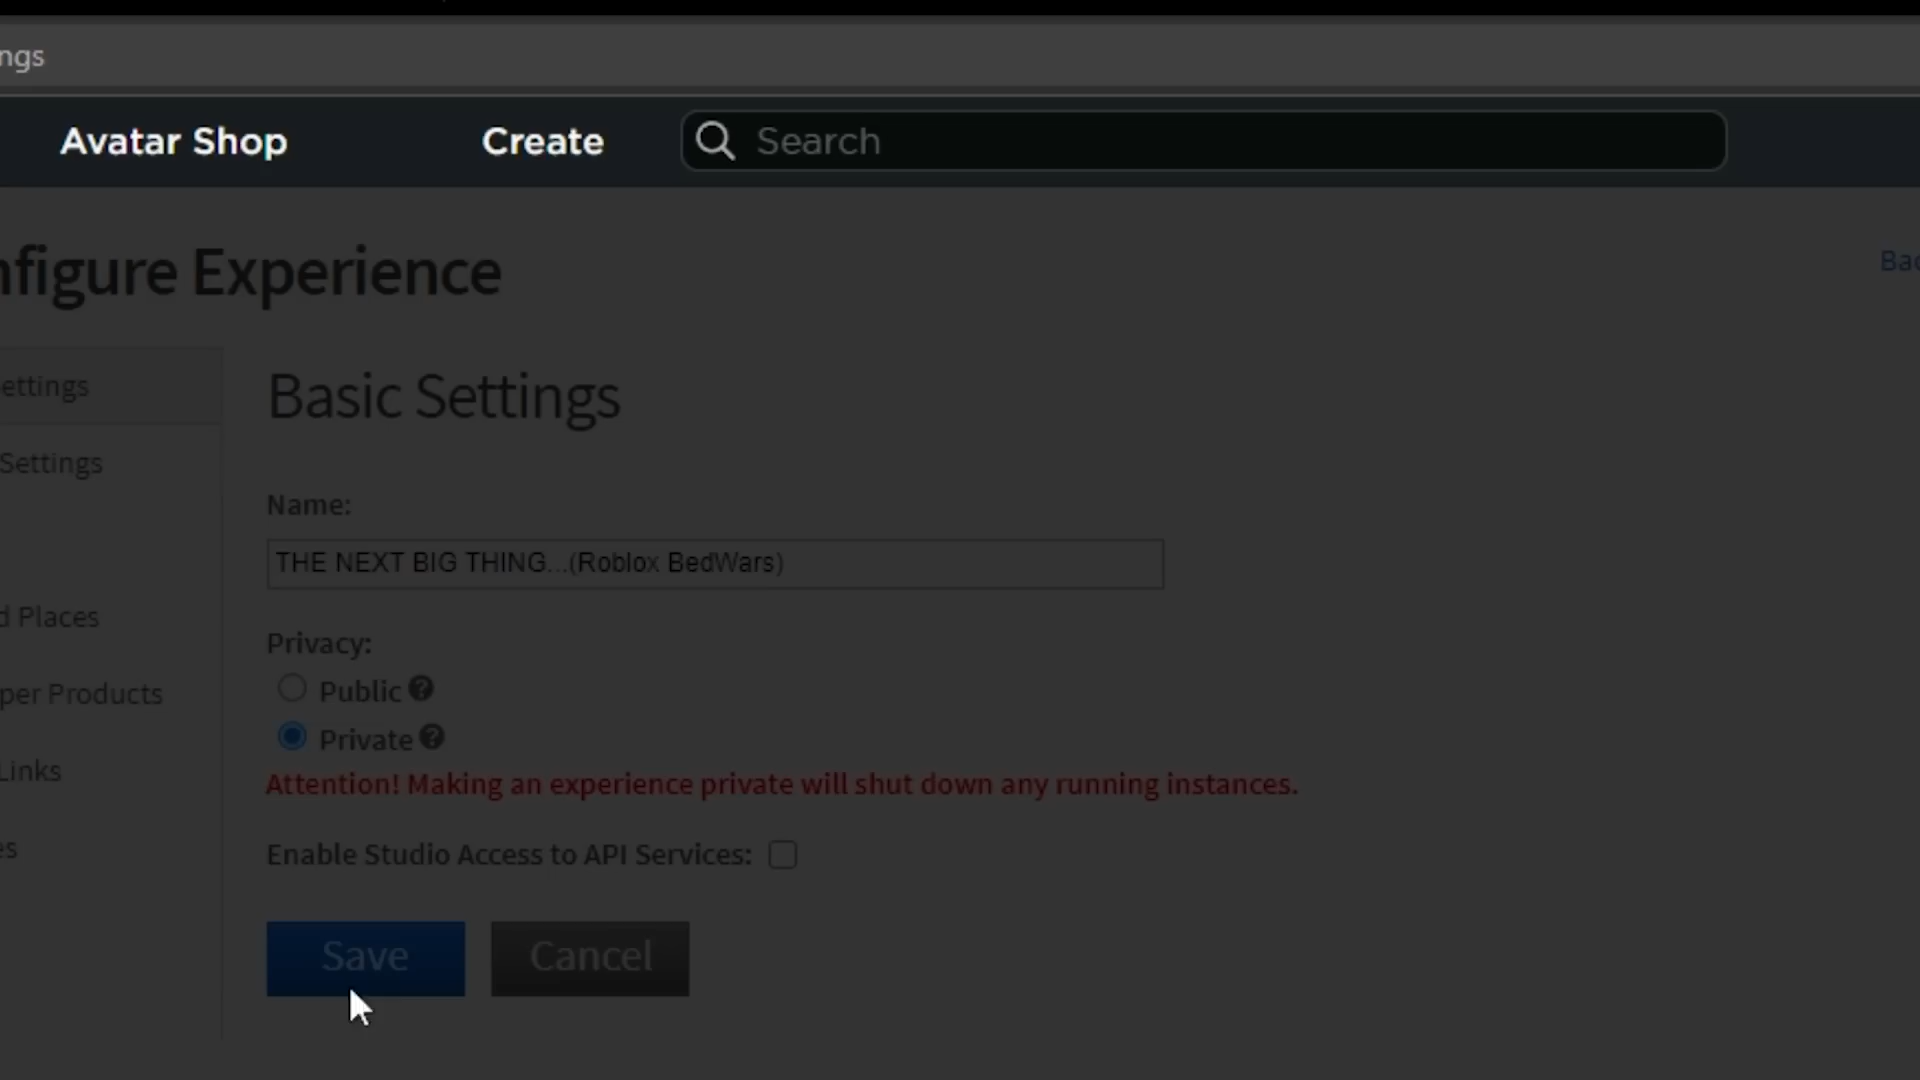 ngs
Avatar Shop Create Search
nfigure Experience
Bac
ettings
Basic Settings
Settings
Name:
THE NEXT BIG THING...(Roblox BedWars)
d Places
Privacy:
Public
per Products
Private
Links
Attention! Making an experience private will shut down any running instances.
es
Enable Studio Access to API Services:
Save Cancel